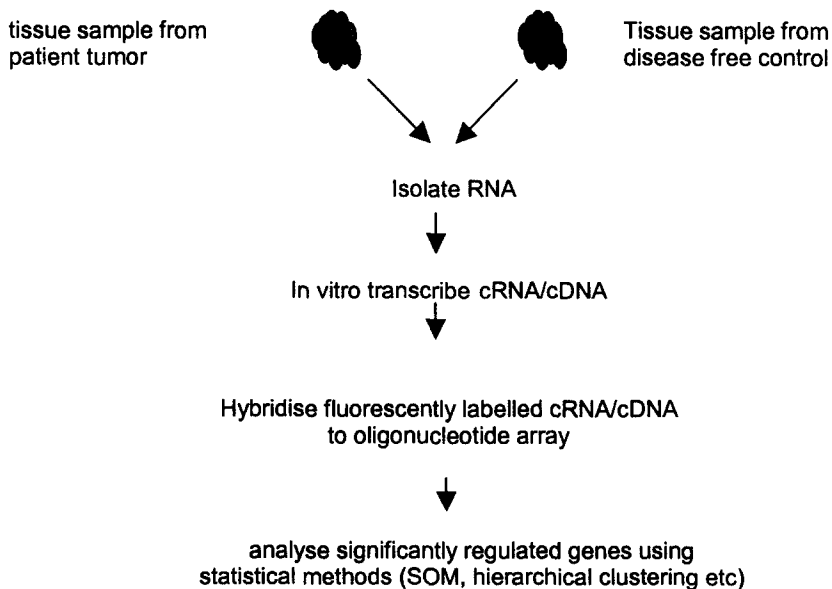 tissue sample from
patient tumor
Tissue sample from
disease free control
Isolate RNA
In vitro transcribe cRNA/cDNA
Hybridise fluorescently labelled cRNA/cDNA
to oligonucleotide array
analyse significantly regulated genes using
statistical methods (SOM, hierarchical clustering etc)